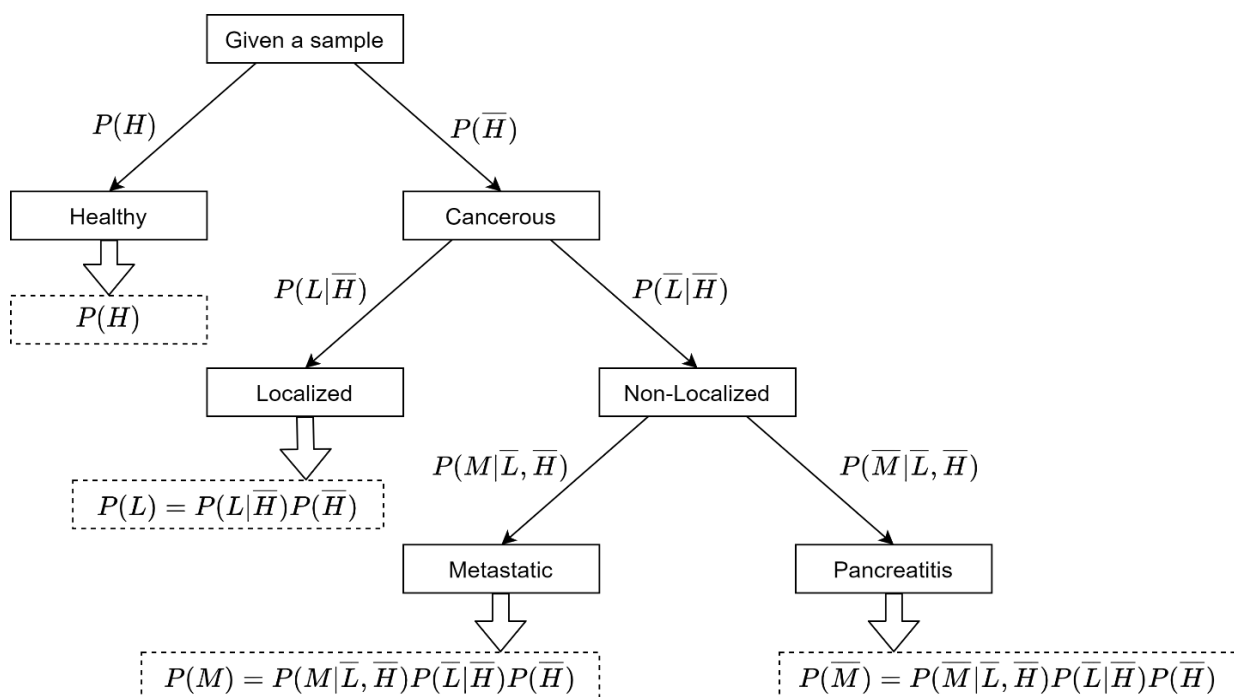 Given a sample
P(H)
P(H̅)
Healthy
Cancerous
P(H)
P(L|H̅)
P(L̅|H̅)
Localized
Non-Localized
P(L) = P(L|H̅)P(H̅)
P(M|L̅, H̅)
P(M̅|L̅, H̅)
Metastatic
Pancreatitis
P(M) = P(M|L̅, H̅)P(L̅|H̅)P(H̅)
P(M̅) = P(M̅|L̅, H̅)P(L̅|H̅)P(H̅)